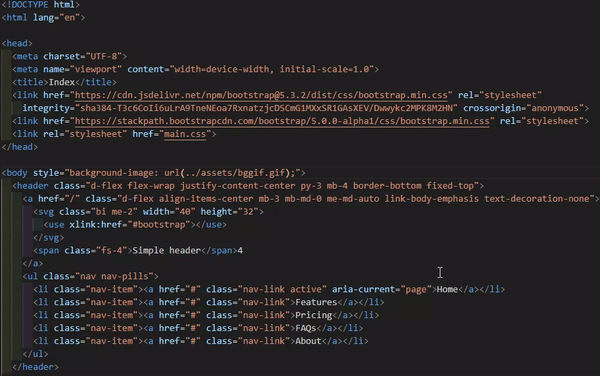 <!DOCTYPE html>
<html lang="en">
<head>
<meta charset="UTF-8">
<meta name="viewport" content="width=device-width, initial-scale=1.0">
<title>Index</title>
<link href="https://cdn.jsdelivr.net/npm/bootstrap@5.3.2/dist/css/bootstrap.min.css" rel="stylesheet"
integrity="sha384-T3c6CoIi6uLrA9TneNEoa7RxnatzjcDSCmG1MXxSR1GAsXEV/Dwwykc2MPK8M2HN" crossorigin="anonymous">
<link href="https://stackpath.bootstrapcdn.com/bootstrap/5.0.0-alpha1/css/bootstrap.min.css" rel="stylesheet">
<link rel="stylesheet" href="main.css">
</head>
<body style="background-image: url(../assets/bggif.gif);">
<header class="d-flex flex-wrap justify-content-center py-3 mb-4 border-bottom fixed-top">
<a href="/" class="d-flex align-items-center mb-3 mb-md-0 me-md-auto link-body-emphasis text-decoration-none">
<svg class="bi me-2" width="40" height="32">
<use xlink:href="#bootstrap"></use>
</svg>
<span class="fs-4">Simple header</span>4
</a>
<ul class="nav nav-pills">
<li class="nav-item"><a href="#" class="nav-link active" aria-current="page">Home</a></li>
<li class="nav-item"><a href="#" class="nav-link">Features</a></li>
<li class="nav-item"><a href="#" class="nav-link">Pricing</a></li>
<li class="nav-item"><a href="#" class="nav-link">FAQs</a></li>
<li class="nav-item"><a href="#" class="nav-link">About</a></li>
</ul>
</header>